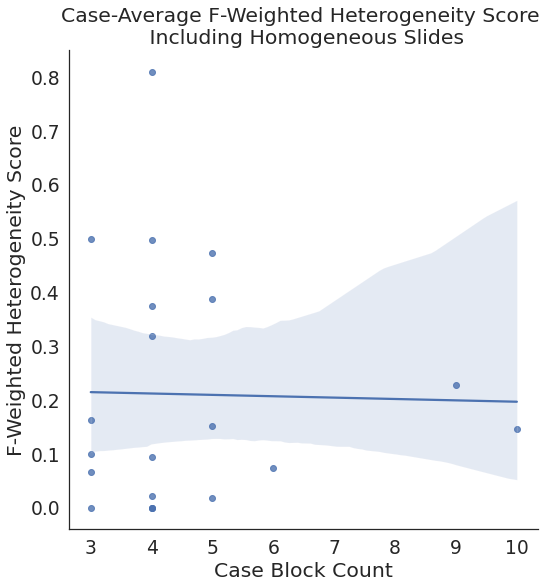 Case-Average F-Weighted Heterogeneity Score
Including Homogeneous Slides
F-Weighted Heterogeneity Score
0.8
0.7
0.6
0.5
0.4
0.3
0.2
0.1
0.0
3 4 5 6 7 8 9 10
Case Block Count